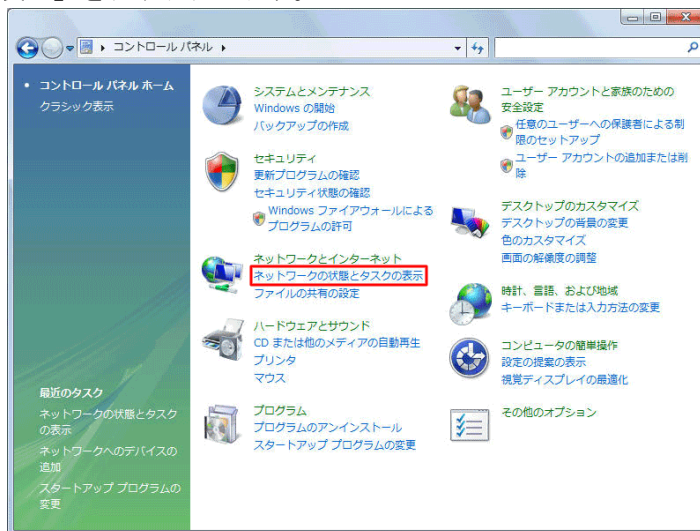 コントロール パネル
コントロール パネル ホーム
クラシック表示
システムとメンテナンス
Windows の開始
バックアップの作成
セキュリティ
更新プログラムの確認
セキュリティ状態の確認
Windows ファイアウォールによる
プログラムの許可
ネットワークとインターネット
ネットワークの状態とタスクの表示
ファイルの共有の設定
ハードウェアとサウンド
CD または他のメディアの自動再生
プリンタ
マウス
プログラム
プログラムのアンインストール
スタートアップ プログラムの変更
ユーザー アカウントと家族のための
安全設定
任意のユーザーへの保護者による制
限のセットアップ
ユーザー アカウントの追加または削
除
デスクトップのカスタマイズ
デスクトップの背景の変更
色のカスタマイズ
画面の解像度の調整
時計、言語、および地域
キーボードまたは入力方法の変更
コンピュータの簡単操作
設定の提案の表示
視覚ディスプレイの最適化
その他のオプション
最近のタスク
ネットワークの状態とタスク
の表示
ネットワークへのデバイスの
追加
スタートアップ プログラムの
変更